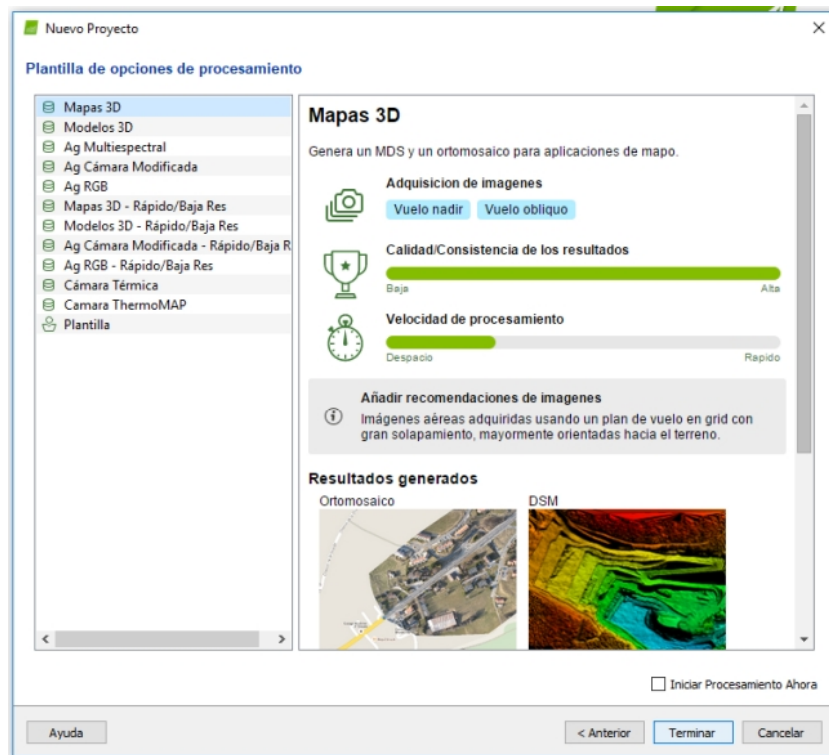 Nuevo Proyecto
Plantilla de opciones de procesamiento
Mapas 3D
Modelos 3D
Ag Multiespectral
Ag Cámara Modificada
Ag RGB
Mapas 3D - Rápido/Baja Res
Modelos 3D - Rápido/Baja Res
Ag Cámara Modificada - Rápido/Baja R
Ag RGB - Rápido/Baja Res
Cámara Térmica
Camara ThermoMAP
Plantilla
Mapas 3D
Genera un MDS y un ortomosaico para aplicaciones de mapo.
Adquisicion de imagenes
Vuelo nadir Vuelo obliquo
Calidad/Consistencia de los resultados
Baja Alta
Velocidad de procesamiento
Despacio Rapido
Añadir recomendaciones de imagenes
Imágenes aéreas adquiridas usando un plan de vuelo en grid con
gran solapamiento, mayormente orientadas hacia el terreno.
Resultados generados
Ortomosaico DSM
Iniciar Procesamiento Ahora
Ayuda < Anterior Terminar Cancelar